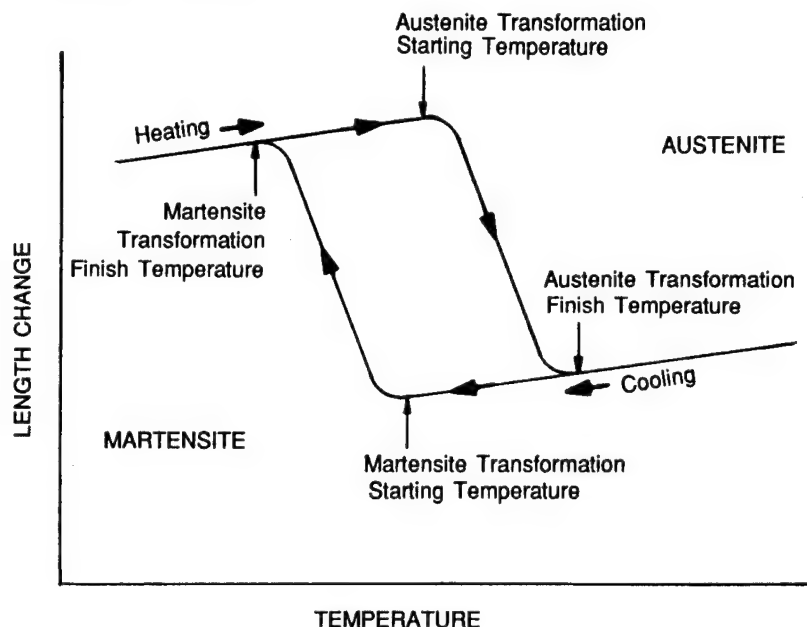 Austenite Transformation
Starting Temperature
Heating
AUSTENITE
Martensite
Transformation
Finish Temperature
Austenite Transformation
Finish Temperature
Cooling
MARTENSITE
Martensite Transformation
Starting Temperature
LENGTH CHANGE
TEMPERATURE